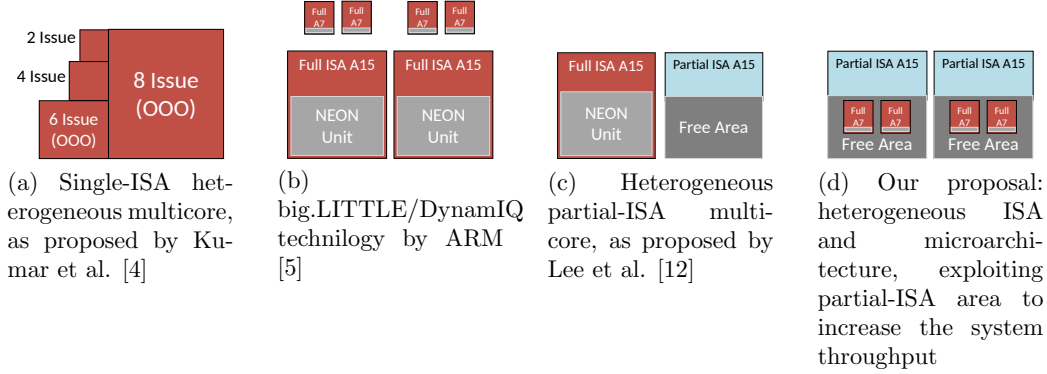 2 Issue
4 Issue
6 Issue
(OOO)
8 Issue
(OOO)
(a) Single-ISA het-
erogeneous multicore,
as proposed by Ku-
mar et al. [4]
Full
A7
Full
A7
Full
A7
Full
A7
Full ISA A15
NEON
Unit
Full ISA A15
NEON
Unit
(b)
big.LITTLE/DynamIQ
technilogy by ARM
[5]
Full ISA A15
NEON
Unit
Partial ISA A15
Free Area
(c) Heterogeneous
partial-ISA multi-
core, as proposed by
Lee et al. [12]
Partial ISA A15
Full
A7
Full
A7
Free Area
Partial ISA A15
Full
A7
Full
A7
Free Area
(d) Our proposal:
heterogeneous ISA
and microarchi-
tecture, exploiting
partial-ISA area to
increase the system
throughput